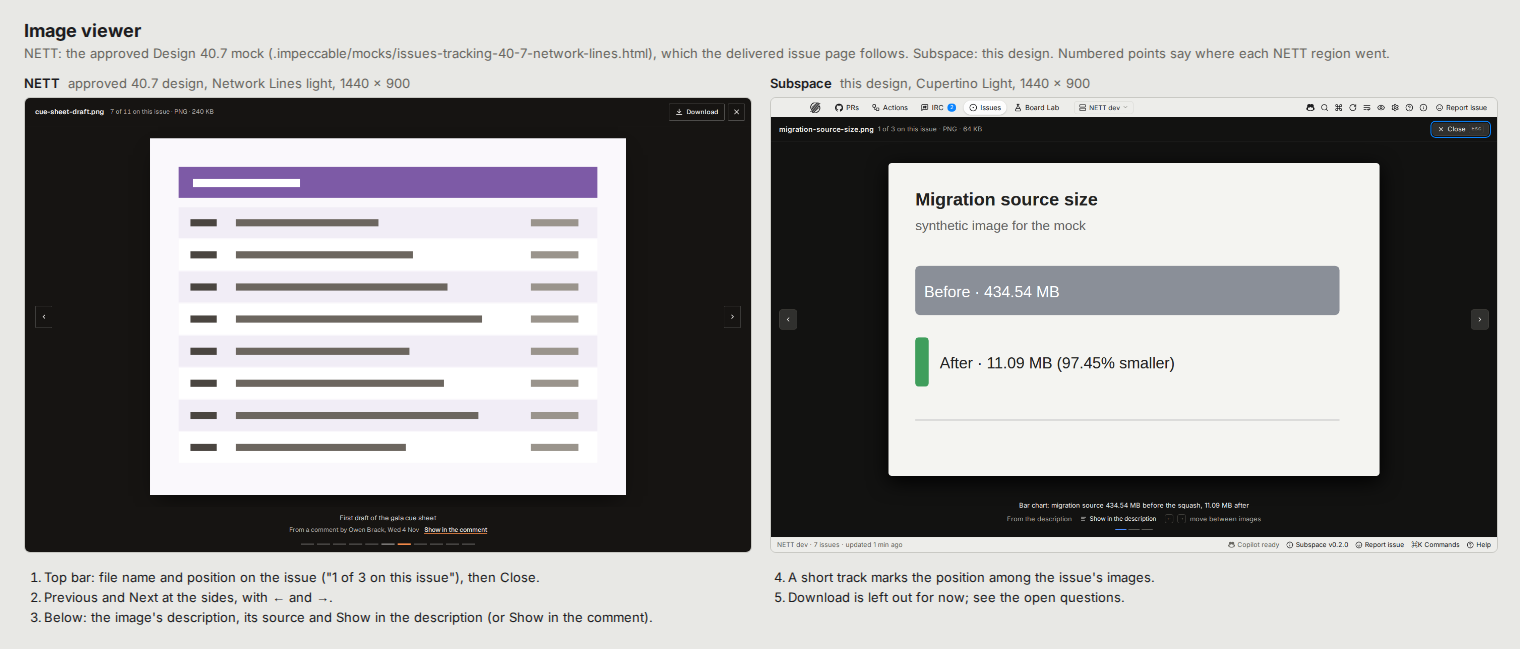 Image viewer
NETT: the approved Design 40.7 mock (.impeccable/mocks/issues-tracking-40-7-network-lines.html), which the delivered issue page follows. Subspace: this design. Numbered points say where each NETT region went.
NETT approved 40.7 design, Network Lines light, 1440 × 900
cue-sheet-draft.png 7 of 11 on this issue · PNG · 240 KB
Download
First draft of the gala cue sheet
From a comment by Owen Brack, Wed 4 Nov Show in the comment
Subspace this design, Cupertino Light, 1440 × 900
PRs Actions IRC Issues Board Lab NETT dev Report issue
migration-source-size.png 1 of 3 on this issue · PNG · 64 KB
Close
Migration source size
synthetic image for the mock
Before · 434.54 MB
After · 11.09 MB (97.45% smaller)
Bar chart: migration source 434.54 MB before the squash, 11.09 MB after
From the description Show in the description move between images
NETT dev · 7 issues · updated 1 min ago Copilot ready Subspace v0.2.0 Report issue ⌘K Commands Help
1. Top bar: file name and position on the issue ("1 of 3 on this issue"), then Close.
2. Previous and Next at the sides, with ← and →.
3. Below: the image's description, its source and Show in the description (or Show in the comment).
4. A short track marks the position among the issue's images.
5. Download is left out for now; see the open questions.